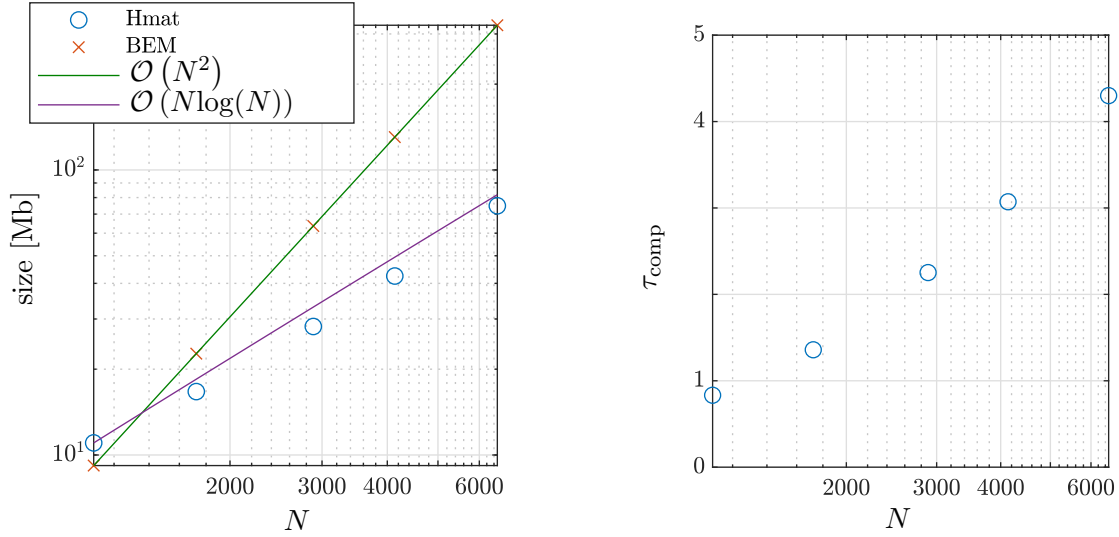 Hmat
BEM
𝒪 (N²)
𝒪 (Nlog(N))
size [Mb]
10²
10¹
2000 3000 4000 6000
N
τcomp
5
4
1
0
2000 3000 4000 6000
N